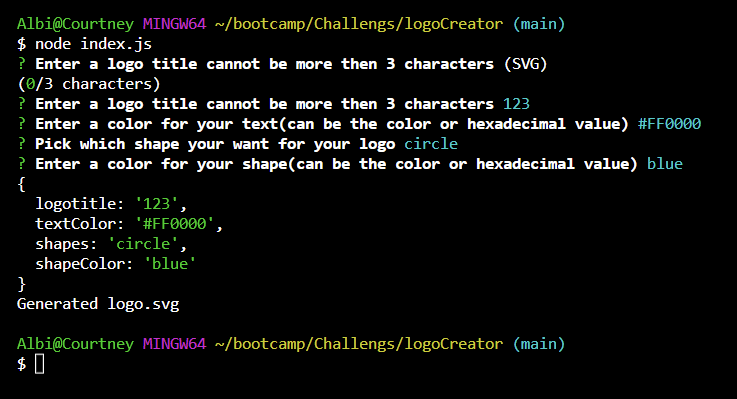 Albi@Courtney MINGW64 ~/bootcamp/Challengs/logoCreator (main)
$ node index.js
? Enter a logo title cannot be more then 3 characters (SVG)
(0/3 characters)
? Enter a logo title cannot be more then 3 characters 123
? Enter a color for your text(can be the color or hexadecimal value) #FF0000
? Pick which shape your want for your logo circle
? Enter a color for your shape(can be the color or hexadecimal value) blue
{
  logotitle: '123',
  textColor: '#FF0000',
  shapes: 'circle',
  shapeColor: 'blue'
}
Generated logo.svg
Albi@Courtney MINGW64 ~/bootcamp/Challengs/logoCreator (main)
$